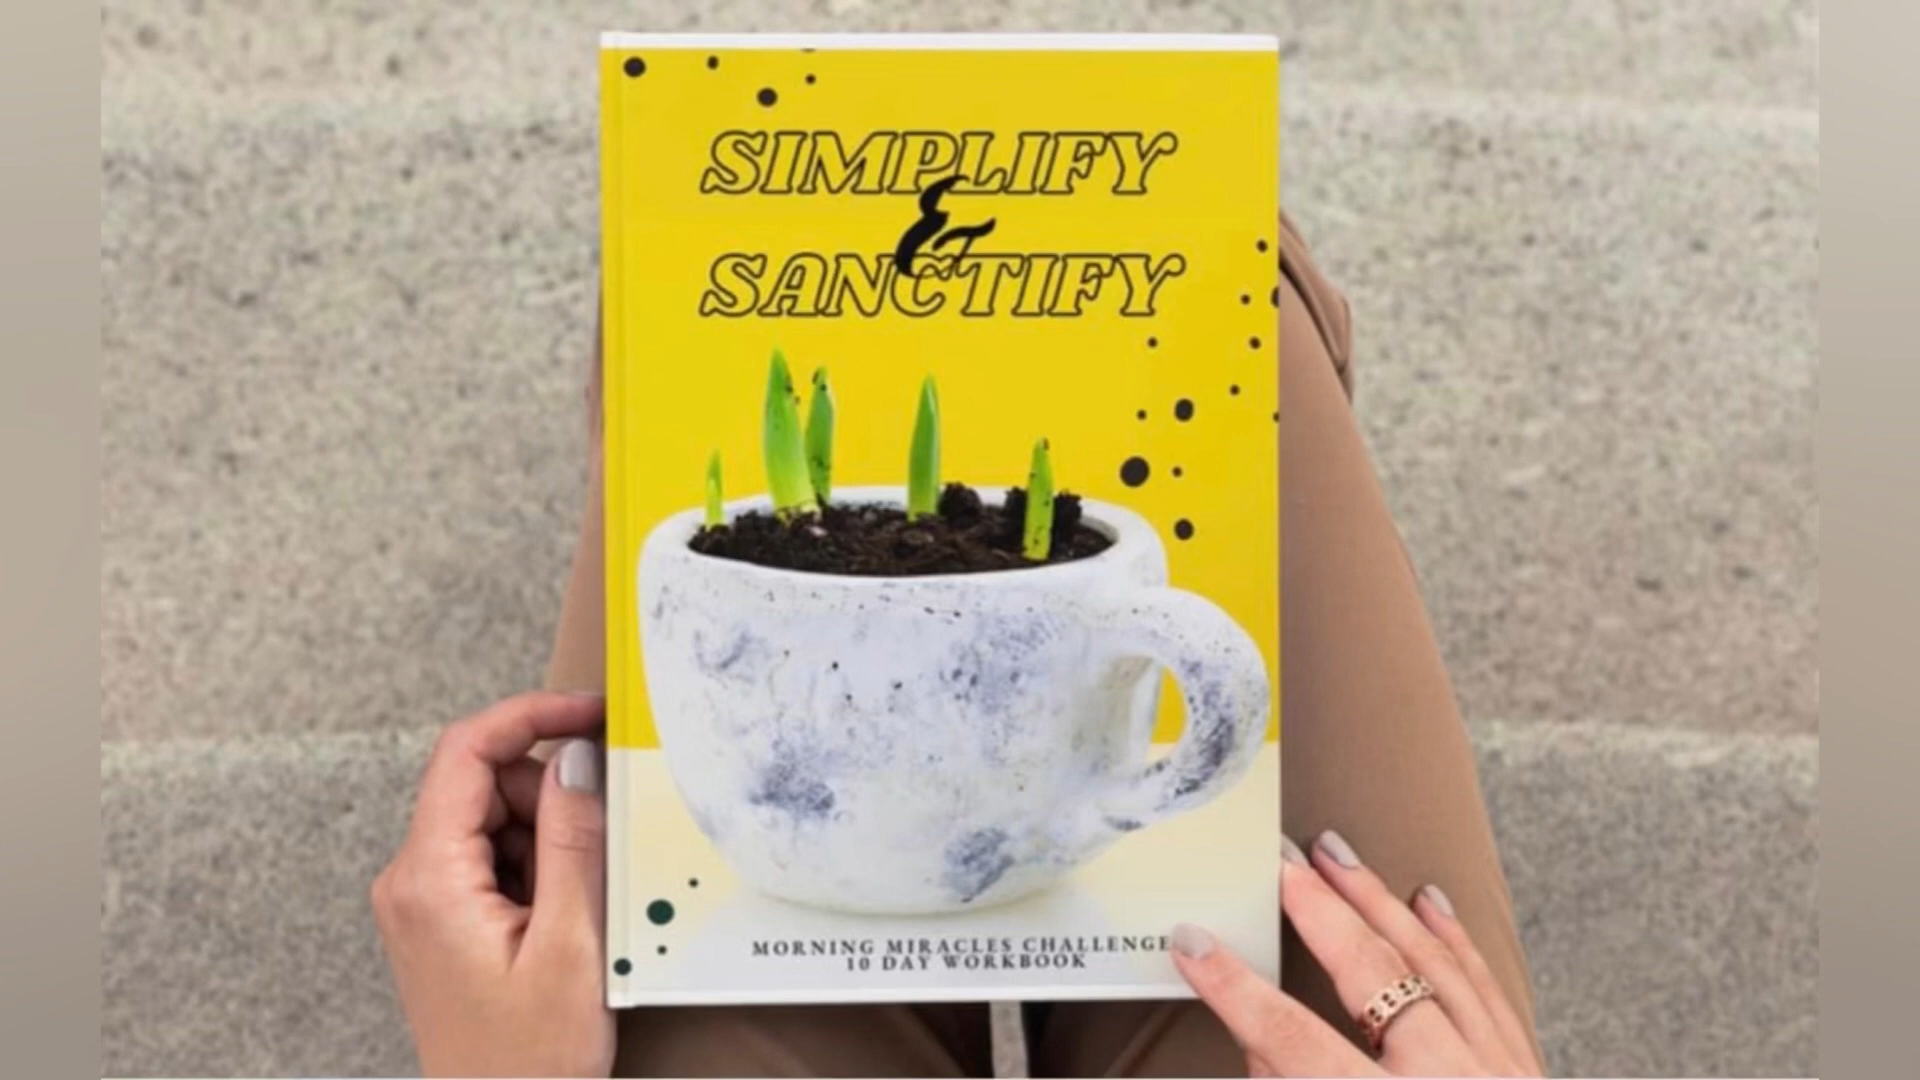 SIMPLIFY
&
SANCTIFY
MORNING MIRACLES CHALLENGE
10 DAY WORKBOOK